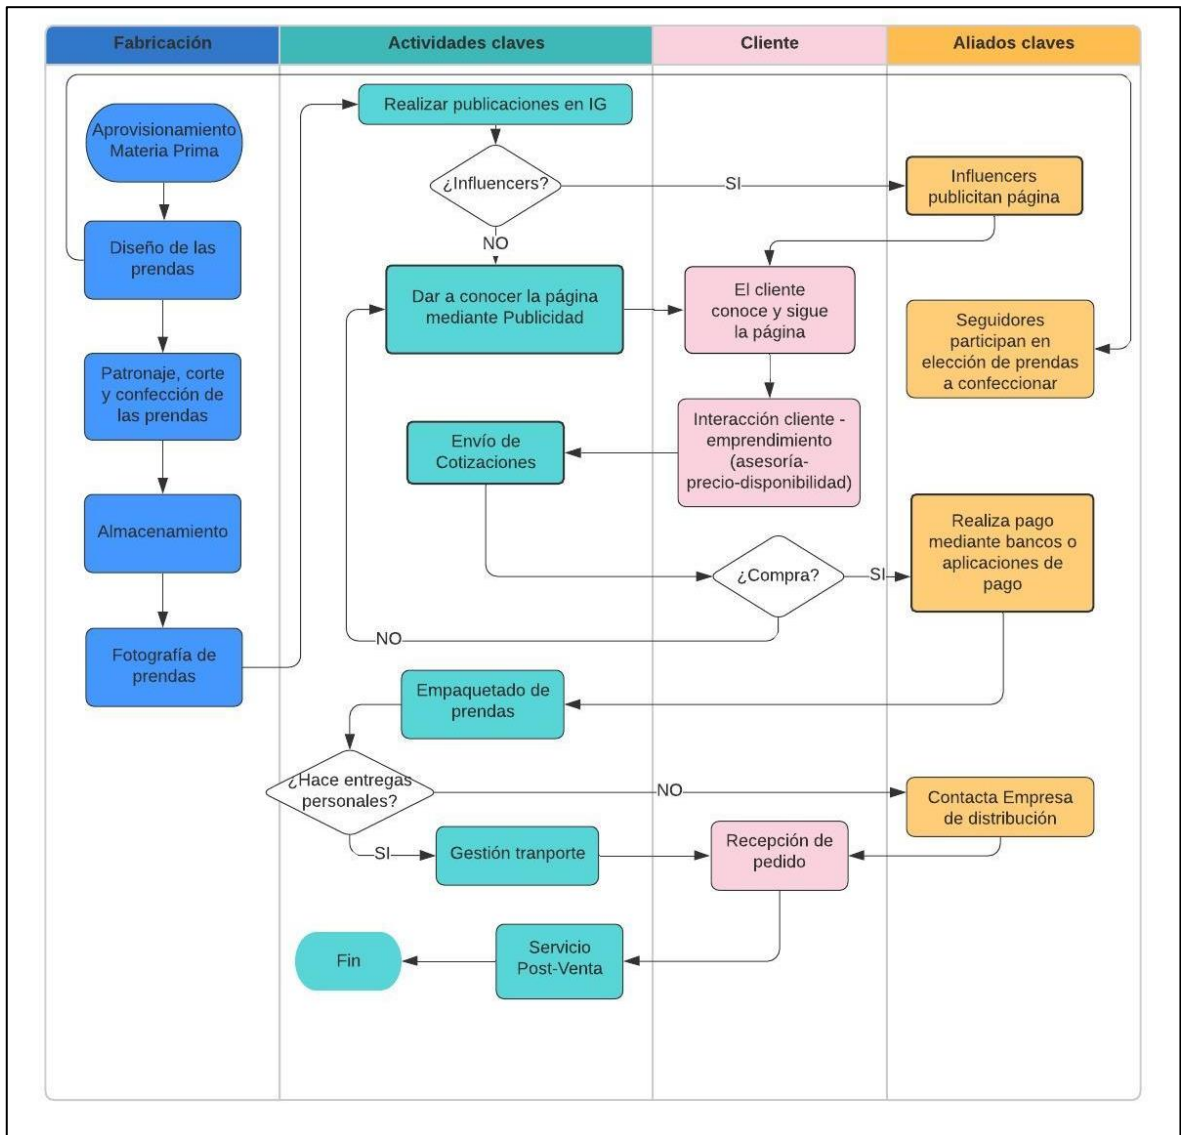 Fabricación
Actividades claves
Cliente
Aliados claves
Realizar publicaciones en IG
Aprovisionamiento
Materia Prima
¿Influencers?
SI
Influencers
publicitan página
NO
Diseño de las
prendas
Dar a conocer la página
mediante Publicidad
El cliente
conoce y sigue
la página
Seguidores
participan en
elección de prendas
a confeccionar
Patronaje, corte
y confección de
las prendas
Envío de
Cotizaciones
Interacción cliente -
emprendimiento
(asesoría-
precio-disponibilidad)
Almacenamiento
¿Compra?
SI
Realiza pago
mediante bancos o
aplicaciones de
pago
NO
Fotografía de
prendas
Empaquetado de
prendas
¿Hace entregas
personales?
NO
Contacta Empresa
de distribución
SI
Gestión tranporte
Recepción de
pedido
Servicio
Post-Venta
Fin